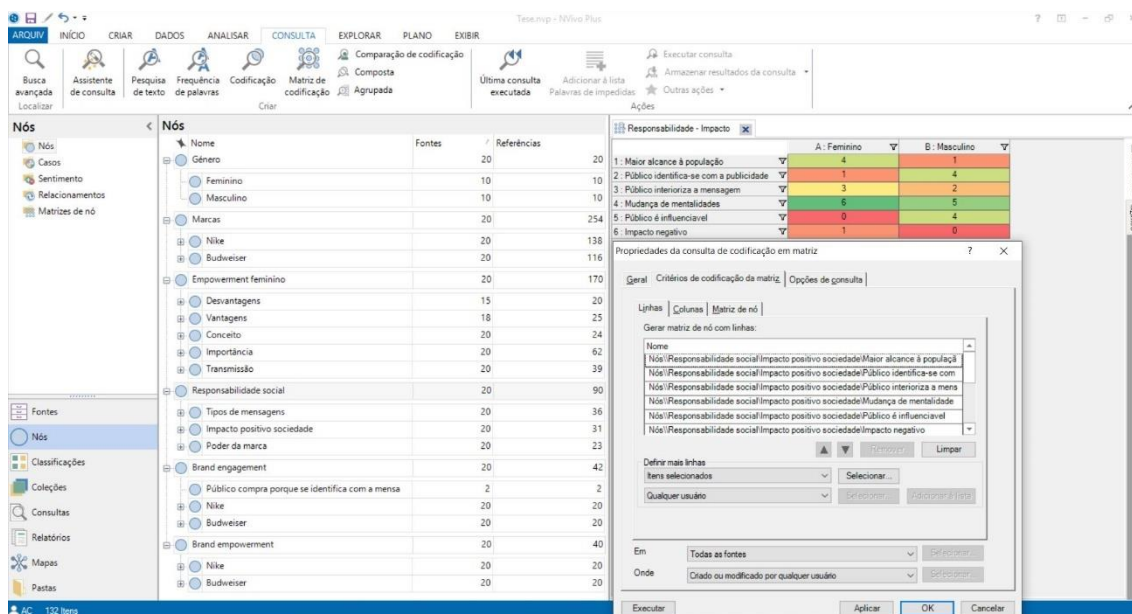 Tese.nvp - NVivo Plus
ARQUIV INÍCIO CRIAR DADOS ANALISAR CONSULTA EXPLORAR PLANO EXIBIR
Busca avançada
Assistente de consulta
Pesquisa de texto
Frequência de palavras
Codificação
Matriz de codificação
Comparação de codificação
Composta
Agrupada
Última consulta executada
Adicionar à lista Palavras de impedidas
Executar consulta
Armazenar resultados da consulta
Outras ações
Localizar
Criar
Ações
Nós
Nós
Casos
Sentimento
Relacionamentos
Matrizes de nó
Fontes
Nós
Classificações
Coleções
Consultas
Relatórios
Mapas
Pastas
Nós
Nome Fontes Referências
Género 20 20
Feminino 10 10
Masculino 10 10
Marcas 20 254
Nike 20 138
Budweiser 20 116
Empowerment feminino 20 170
Desvantagens 15 20
Vantagens 18 25
Conceito 20 24
Importância 20 62
Transmissão 20 39
Responsabilidade social 20 90
Tipos de mensagens 20 36
Impacto positivo sociedade 20 31
Poder da marca 20 23
Brand engagement 20 42
Público compra porque se identifica com a mensa 2 2
Nike 20 20
Budweiser 20 20
Brand empowerment 20 40
Nike 20 20
Budweiser 20 20
Responsabilidade - Impacto
A : Feminino B : Masculino
1 : Maior alcance à população 4 1
2 : Público identifica-se com a publicidade 1 4
3 : Público interioriza a mensagem 3 2
4 : Mudança de mentalidades 6 5
5 : Público é influenciavel 0 4
6 : Impacto negativo 1 0
Propriedades da consulta de codificação em matriz ?
Geral Critérios de codificação da matriz Opções de consulta
Linhas Colunas Matriz de nó
Gerar matriz de nó com linhas:
Nome
Nós\\Responsabilidade social\Impacto positivo sociedade\Maior alcance à populaçã
Nós\\Responsabilidade social\Impacto positivo sociedade\Público identifica-se com
Nós\\Responsabilidade social\Impacto positivo sociedade\Público interioriza a mens
Nós\\Responsabilidade social\Impacto positivo sociedade\Mudança de mentalidade
Nós\\Responsabilidade social\Impacto positivo sociedade\Público é influenciavel
Nós\\Responsabilidade social\Impacto positivo sociedade\Impacto negativo
Remover Limpar
Definir mais linhas
Itens selecionados Selecionar...
Qualquer usuário Selecionar... Adicionar à lista
Em Todas as fontes Selecionar...
Onde Criado ou modificado por qualquer usuário Selecionar...
Executar Aplicar OK Cancelar
AC 132 Itens